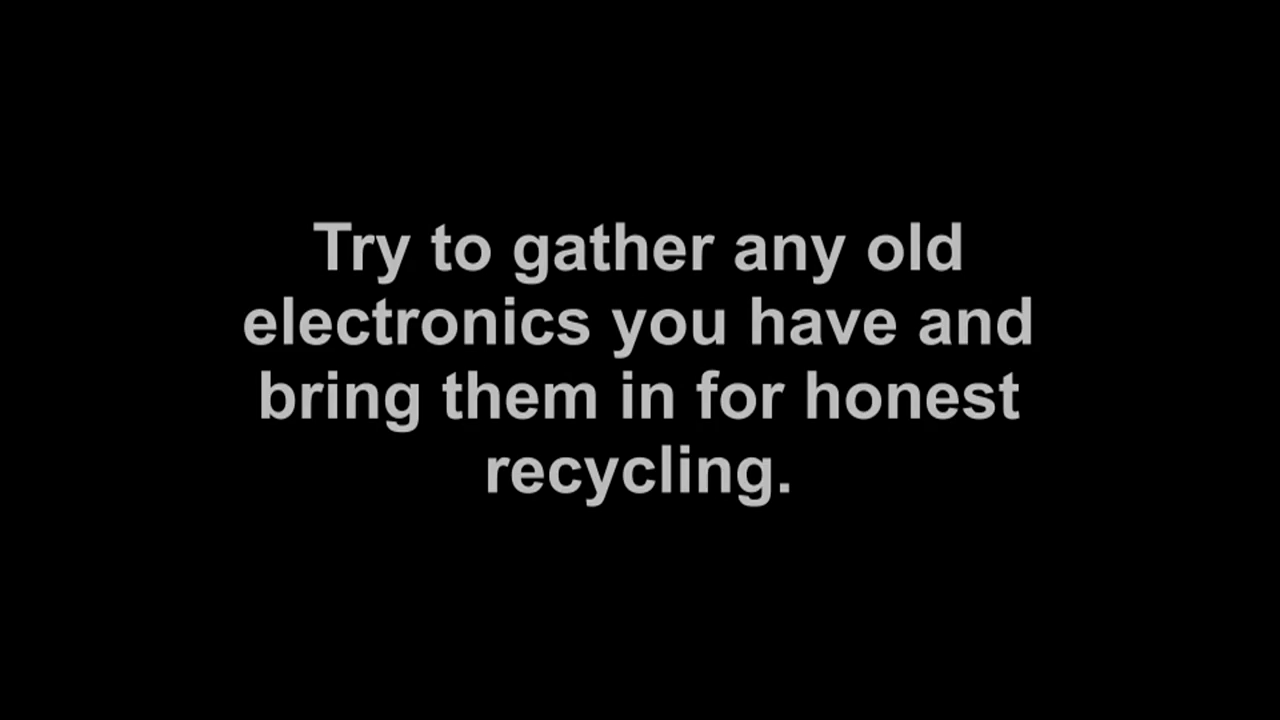 Try to gather any old
electronics you have and
bring them in for honest
recycling.